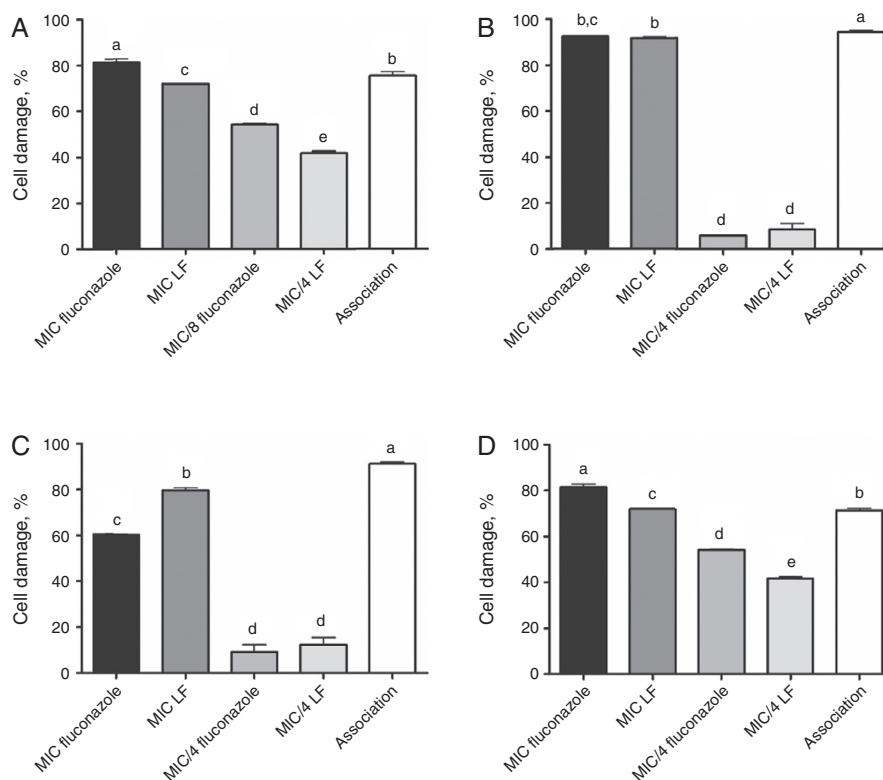 A
Cell damage, %
100
80
60
40
20
0
a
c
d
e
b
MIC fluconazole
MIC LF
MIC/8 fluconazole
MIC/4 LF
Association
B
Cell damage, %
100
80
60
40
20
0
b,c
b
d
d
a
MIC fluconazole
MIC LF
MIC/4 fluconazole
MIC/4 LF
Association
C
Cell damage, %
100
80
60
40
20
0
c
b
d
d
a
MIC fluconazole
MIC LF
MIC/4 fluconazole
MIC/4 LF
Association
D
Cell damage, %
100
80
60
40
20
0
a
c
d
e
b
MIC fluconazole
MIC LF
MIC/4 fluconazole
MIC/4 LF
Association